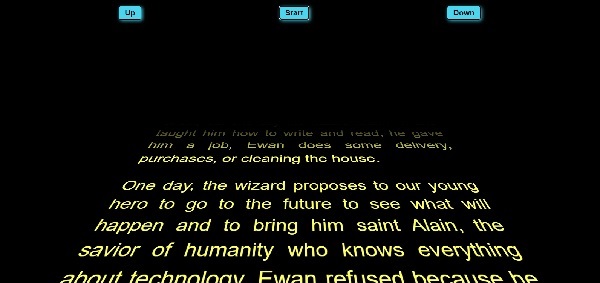 Up Start Down
taught him how to write and read, he gave
him a job, Ewan does some delivery,
purchases, or cleaning the house.
One day, the wizard proposes to our young
hero to go to the future to see what will
happen and to bring him saint Alain, the
savior of humanity who knows everything
about technology. Ewan refused because he